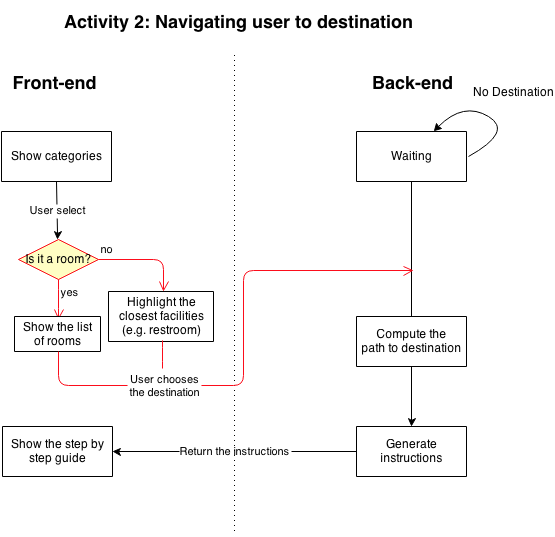 Activity 2: Navigating user to destination
Front-end
Back-end
No Destination
Show categories
Waiting
User select
Is it a room?
no
yes
Highlight the
closest facilities
(e.g. restroom)
Show the list
of rooms
Compute the
path to destination
User chooses
the destination
Show the step by
step guide
Return the instructions
Generate
instructions